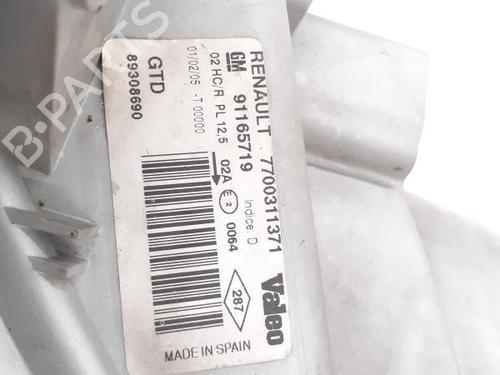 RENAULT 7700311371
GM 91165719 Indice: D Valeo
02 HC/R PL 12,5 02A E2 0064
01/02/05 -T 00000
GTD
89308690
287
MADE IN SPAIN
B-PARTS